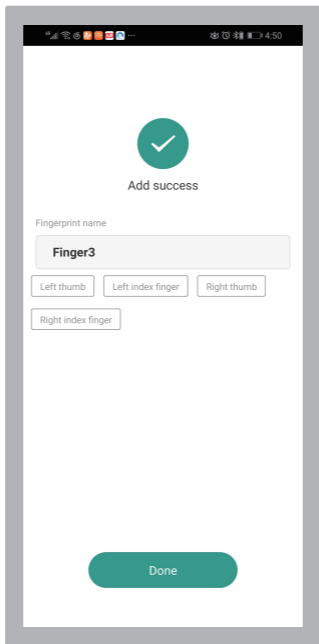 4:50
Add success
Fingerprint name
Finger3
Left thumb Left index finger Right thumb
Right index finger
Done